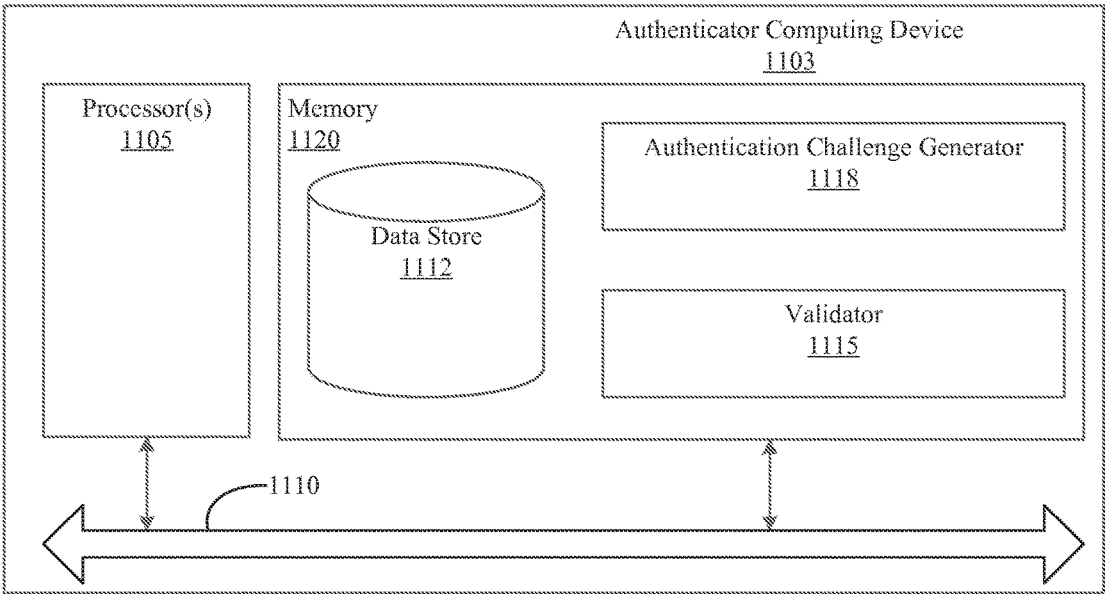 Authenticator Computing Device
1103
Processor(s)
1105
Memory
1120
Authentication Challenge Generator
1118
Data Store
1112
Validator
1115
1110